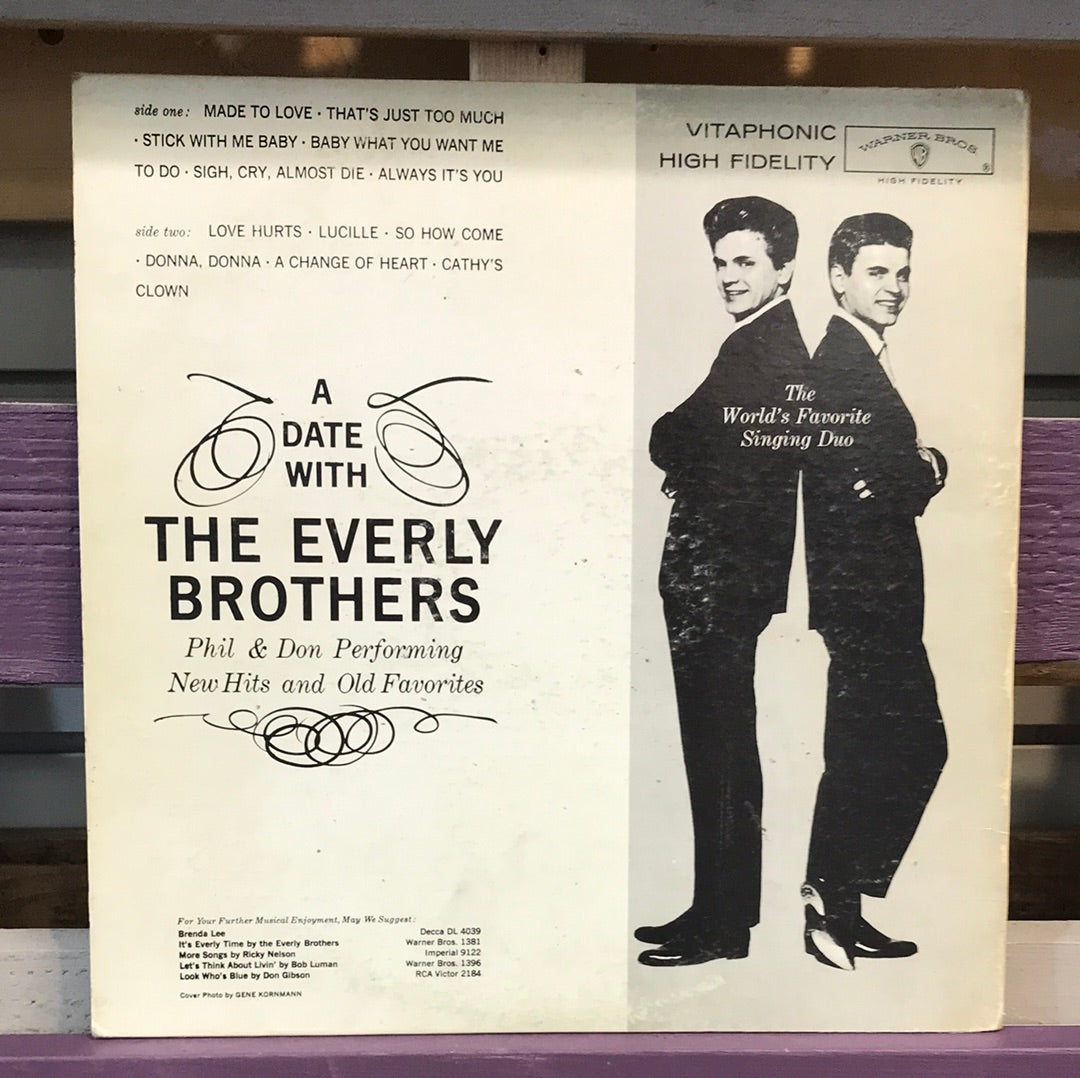 side one: MADE TO LOVE · THAT'S JUST TOO MUCH
· STICK WITH ME BABY · BABY WHAT YOU WANT ME
TO DO · SIGH, CRY, ALMOST DIE · ALWAYS IT'S YOU
side two: LOVE HURTS · LUCILLE · SO HOW COME
· DONNA, DONNA · A CHANGE OF HEART · CATHY'S
CLOWN
A
DATE
WITH
THE EVERLY
BROTHERS
Phil & Don Performing
New Hits and Old Favorites
For Your Further Musical Enjoyment, May We Suggest:
Brenda Lee Decca DL 4039
It's Everly Time by the Everly Brothers Warner Bros. 1381
More Songs by Ricky Nelson Imperial 9122
Let's Think About Livin' by Bob Luman Warner Bros. 1396
Look Who's Blue by Don Gibson RCA Victor 2184
Cover Photo by GENE KORNMANN
VITAPHONIC
HIGH FIDELITY
WARNER BROS
WB
®
HIGH FIDELITY
The
World's Favorite
Singing Duo